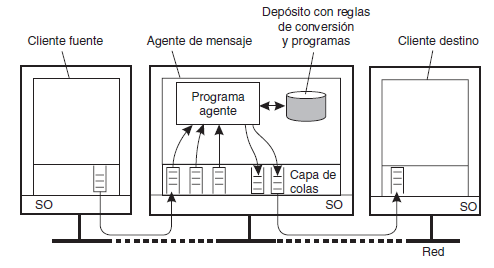 Depósito con reglas
de conversión
y programas
Cliente fuente
Agente de mensaje
Cliente destino
Programa
agente
Capa de
colas
SO
SO
SO
Red